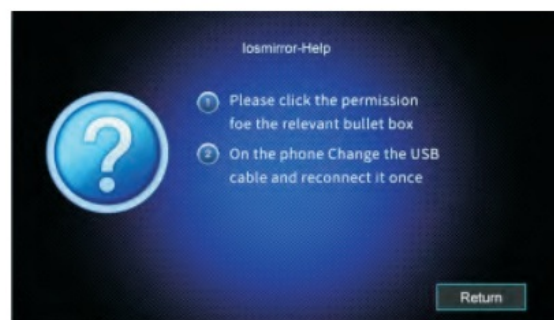 Iosmirror-Help
1 Please click the permission
foe the relevant bullet box
2 On the phone Change the USB
cable and reconnect it once
Return